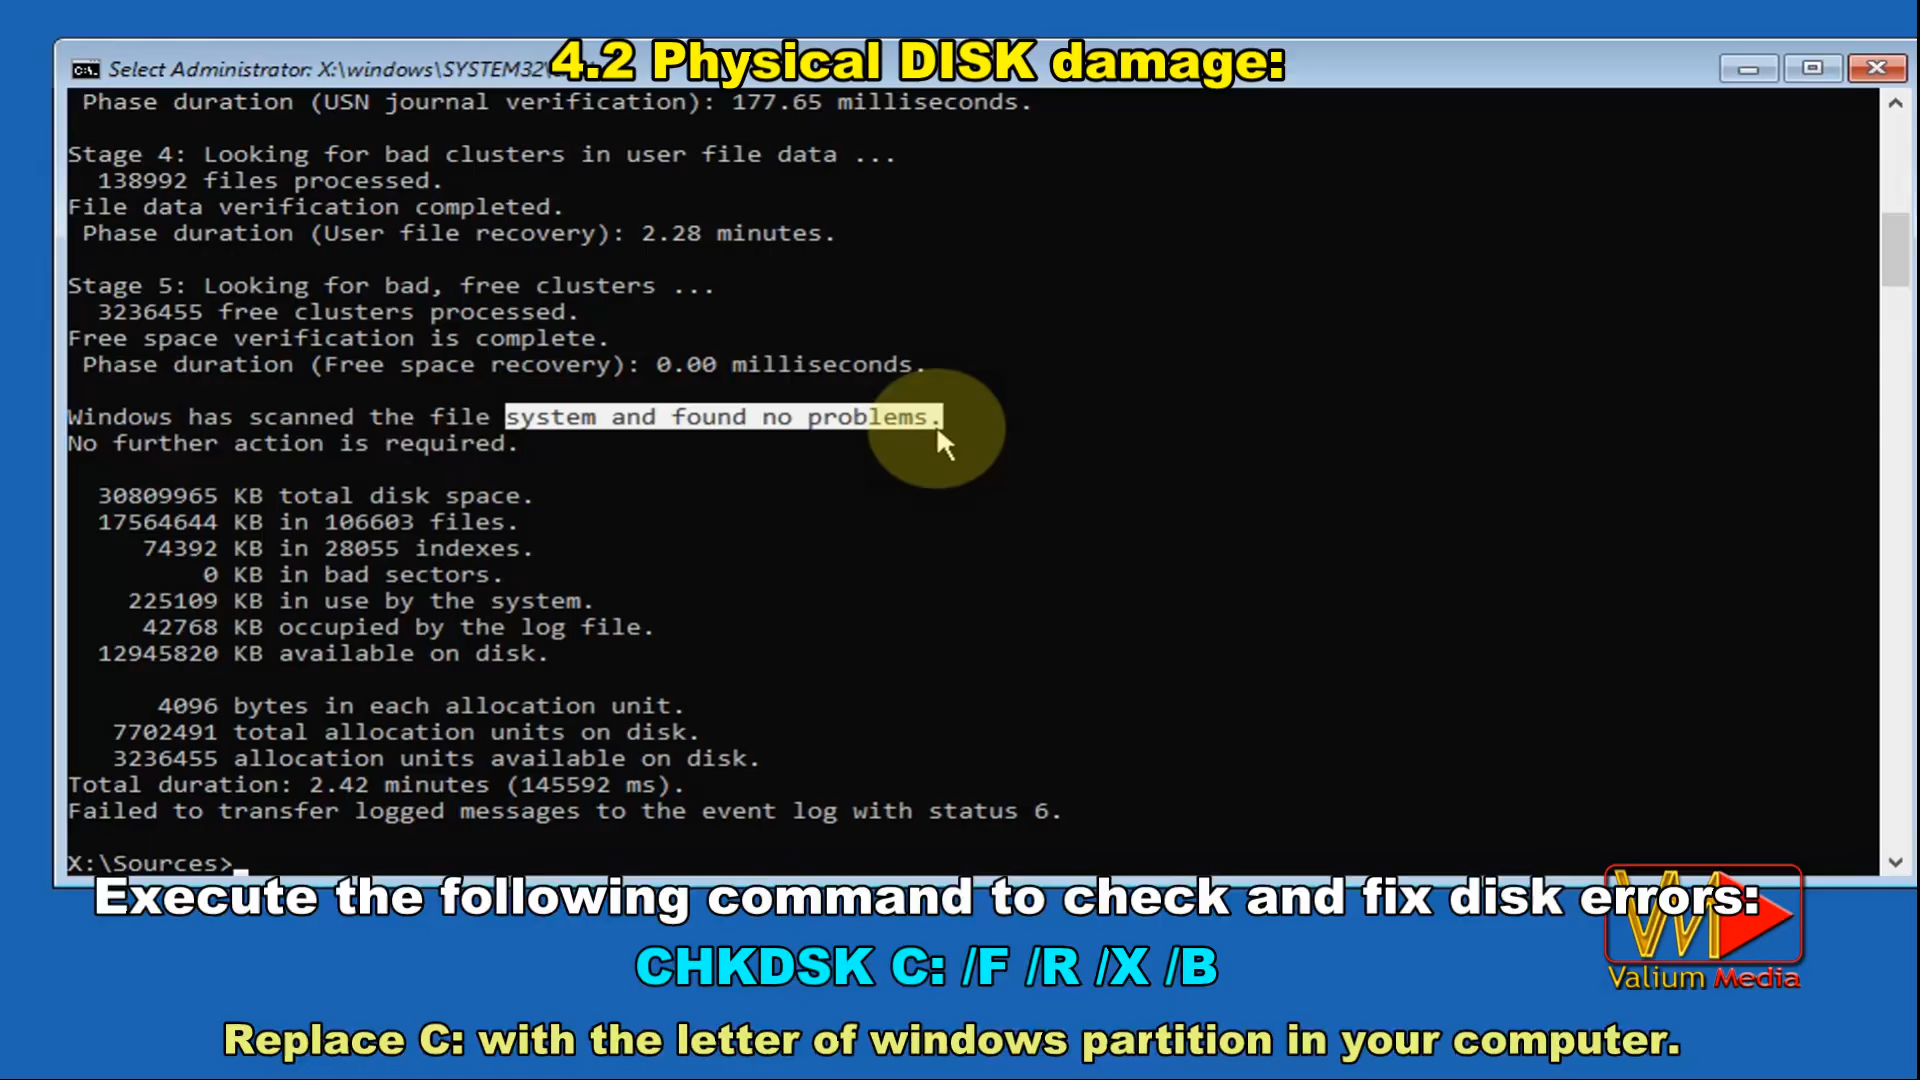 4.2 Physical DISK damage:
Select Administrator: X:\windows\SYSTEM32\
Phase duration (USN journal verification): 177.65 milliseconds.
Stage 4: Looking for bad clusters in user file data ...
138992 files processed.
File data verification completed.
Phase duration (User file recovery): 2.28 minutes.
Stage 5: Looking for bad, free clusters ...
3236455 free clusters processed.
Free space verification is complete.
Phase duration (Free space recovery): 0.00 milliseconds.
Windows has scanned the file system and found no problems.
No further action is required.
30809965 KB total disk space.
17564644 KB in 106603 files.
74392 KB in 28055 indexes.
0 KB in bad sectors.
225109 KB in use by the system.
42768 KB occupied by the log file.
12945820 KB available on disk.
4096 bytes in each allocation unit.
7702491 total allocation units on disk.
3236455 allocation units available on disk.
Total duration: 2.42 minutes (145592 ms).
Failed to transfer logged messages to the event log with status 6.
X:\Sources>_
Execute the following command to check and fix disk errors:
CHKDSK C: /F /R /X /B
Valium Media
Replace C: with the letter of windows partition in your computer.